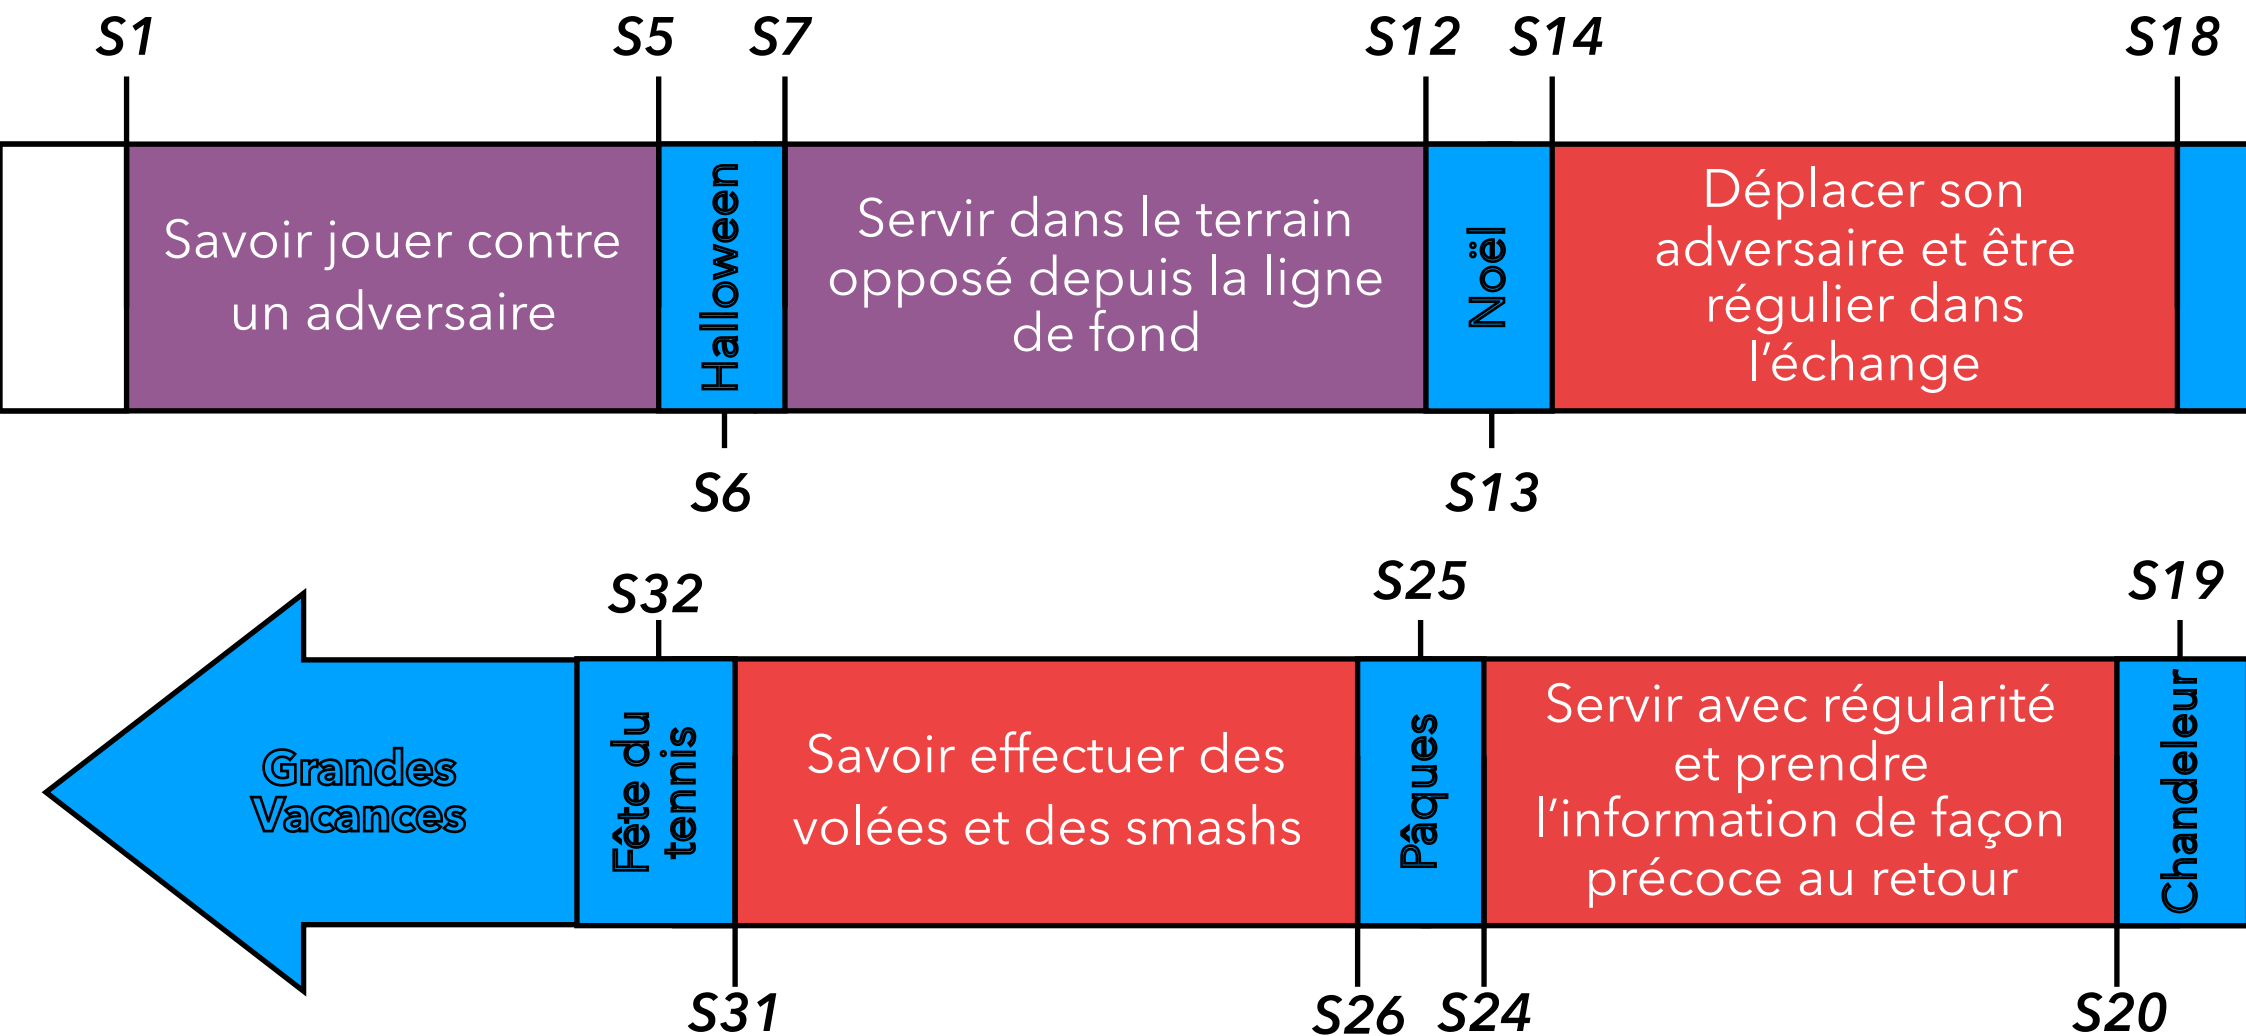 S1
S5
S7
S12
S14
S18
Savoir jouer contre
un adversaire
Halloween
Servir dans le terrain
opposé depuis la ligne
de fond
Noël
Déplacer son
adversaire et être
régulier dans
l'échange
S6
S13
S32
S25
S19
Grandes
Vacances
Fête du
tennis
Savoir effectuer des
volées et des smashs
Pâques
Servir avec régularité
et prendre
l'information de façon
précoce au retour
Chandeleur
S31
S26
S24
S20